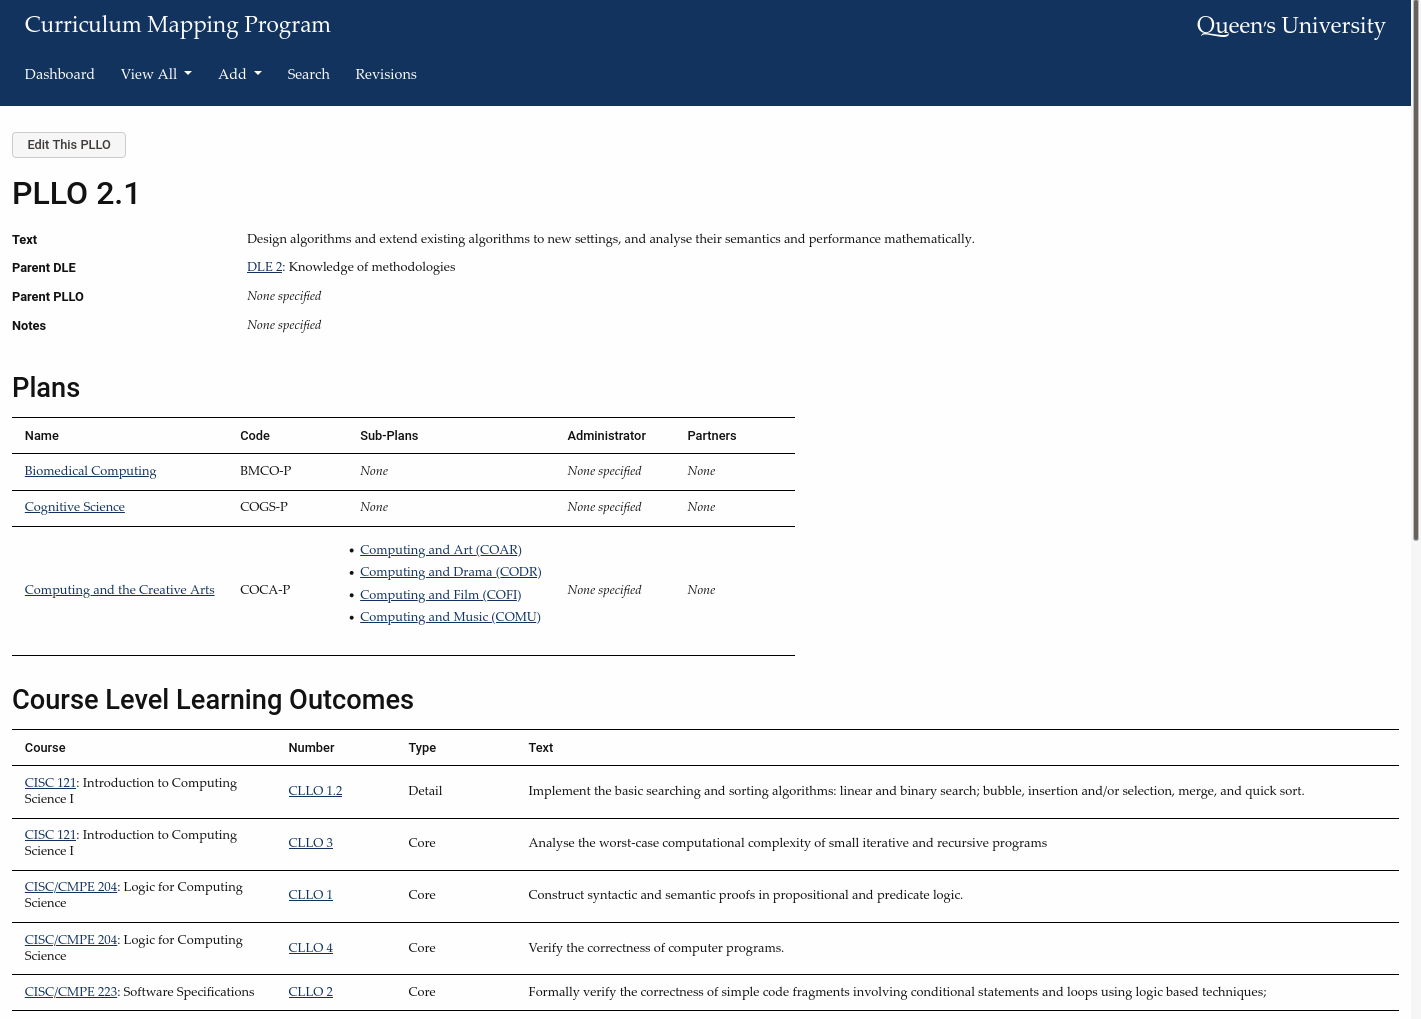 Curriculum Mapping Program
Queen's University
Dashboard View All Add Search Revisions
Edit This PLLO
PLLO 2.1
Text Design algorithms and extend existing algorithms to new settings, and analyse their semantics and performance mathematically.
Parent DLE DLE 2: Knowledge of methodologies
Parent PLLO None specified
Notes None specified
Plans
Name Code Sub-Plans Administrator Partners
Biomedical Computing BMCO-P None None specified None
Cognitive Science COGS-P None None specified None
• Computing and Art (COAR)
• Computing and Drama (CODR)
Computing and the Creative Arts COCA-P None specified None
• Computing and Film (COFI)
• Computing and Music (COMU)
Course Level Learning Outcomes
Course Number Type Text
CISC 121: Introduction to Computing
Science I
CLLO 1.2 Detail Implement the basic searching and sorting algorithms: linear and binary search; bubble, insertion and/or selection, merge, and quick sort.
CISC 121: Introduction to Computing
Science I
CLLO 3 Core Analyse the worst-case computational complexity of small iterative and recursive programs
CISC/CMPE 204: Logic for Computing
Science
CLLO 1 Core Construct syntactic and semantic proofs in propositional and predicate logic.
CISC/CMPE 204: Logic for Computing
Science
CLLO 4 Core Verify the correctness of computer programs.
CISC/CMPE 223: Software Specifications CLLO 2 Core Formally verify the correctness of simple code fragments involving conditional statements and loops using logic based techniques;